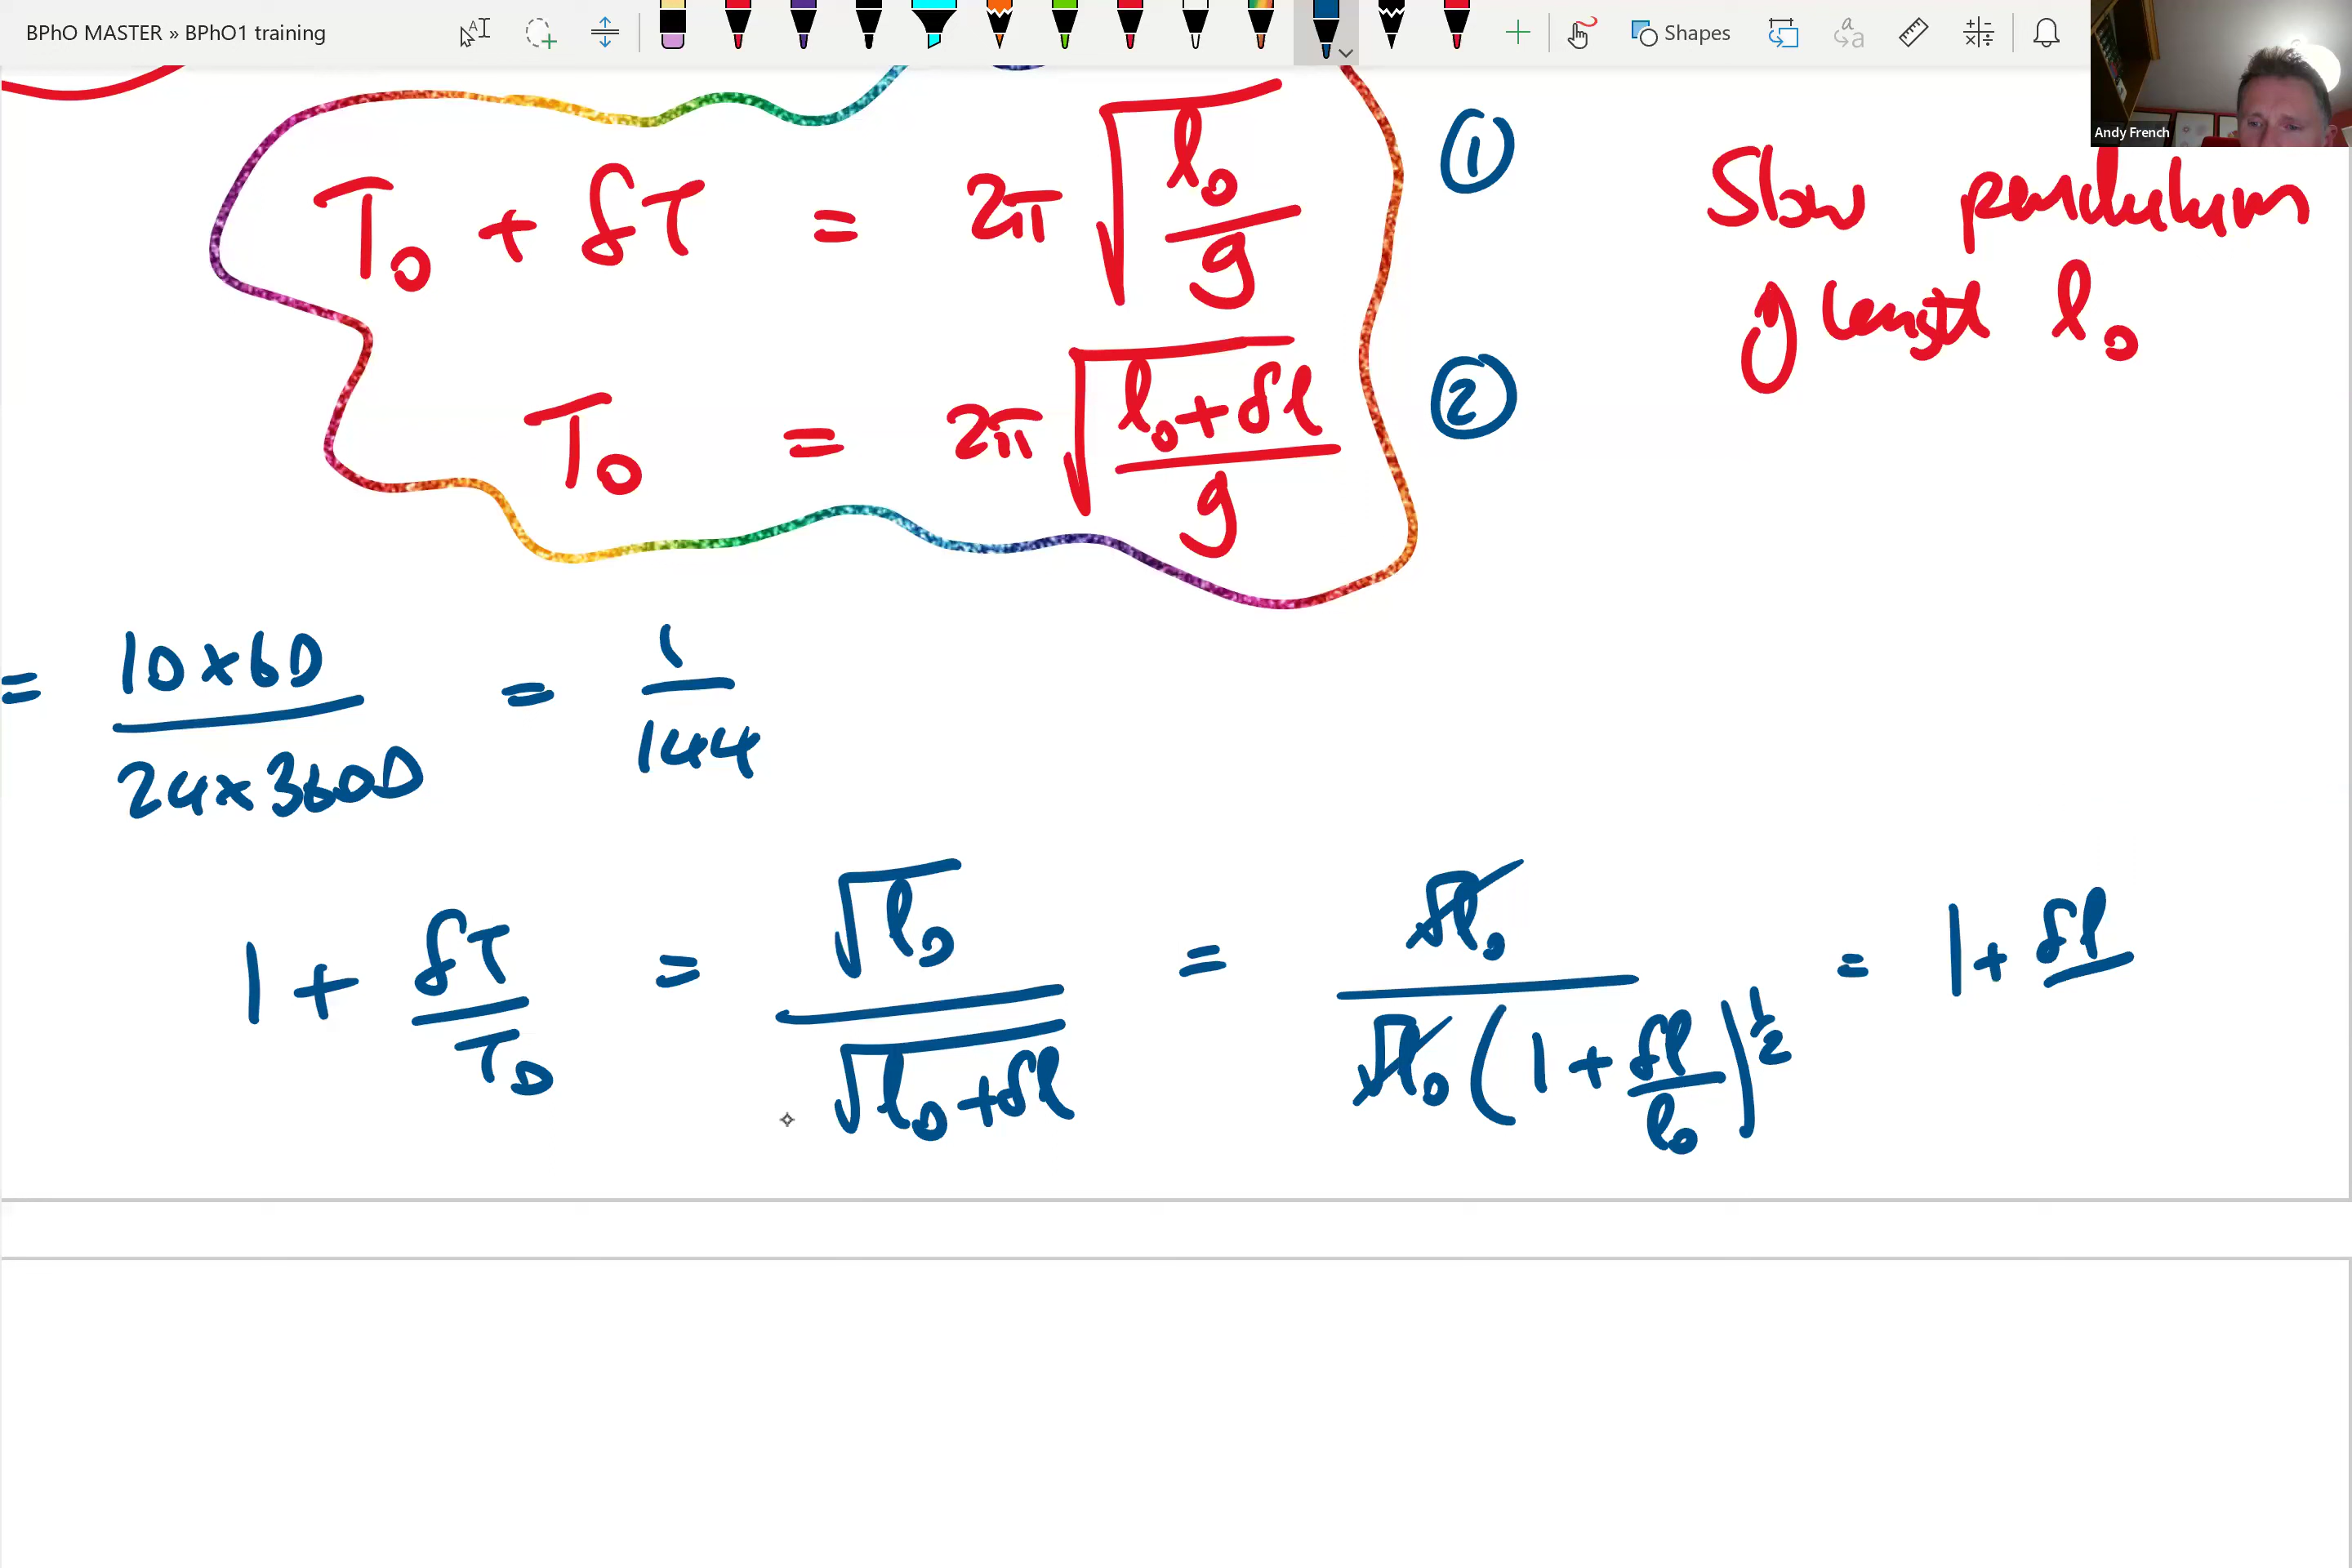 BPhO MASTER » BPhO1 training
Shapes
Andy French
T₀ + δT = 2π √(l₀/g) ①
Slow pendulum
of length l₀
T₀ = 2π √((l₀+δl)/g) ②
= (10×60)/(24×3600) = 1/144
1 + δT/T₀ = √l₀/√(l₀+δl) = √l₀/(√l₀(1+δl/l₀)^½) = 1+ δl